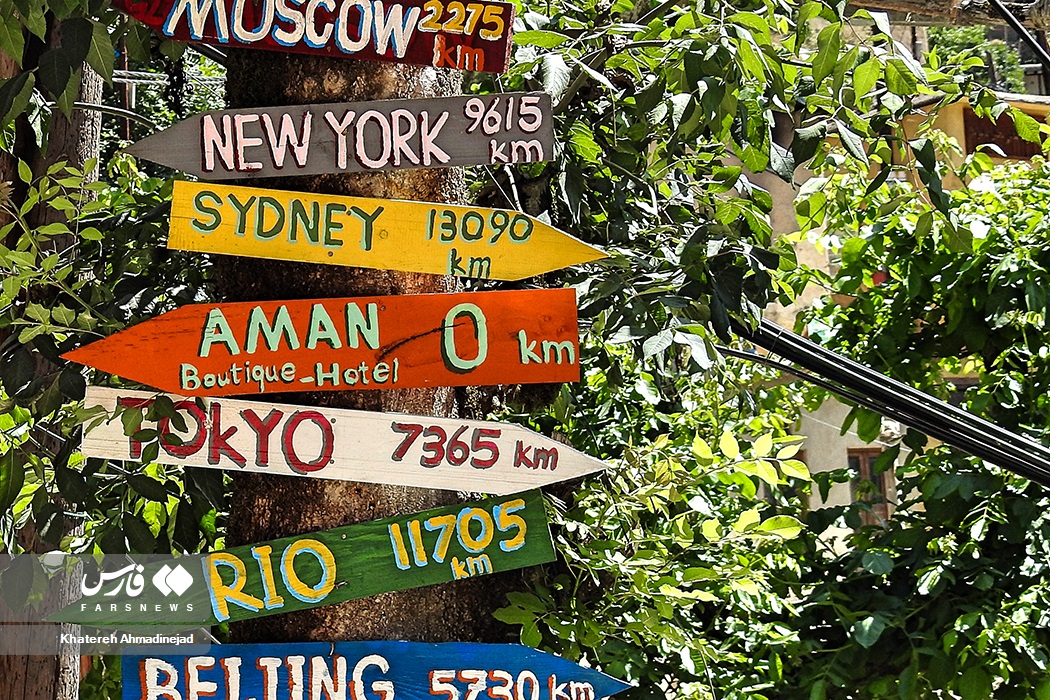 MOSCOW 2275
km
NEW YORK 9615
km
SYDNEY 13090
km
AMAN 0 km
Boutique-Hotel
TOKYO 7365 km
RIO 11705
km
فارس
FARSNEWS
Khatereh Ahmadinejad
BEIJING 5730 km